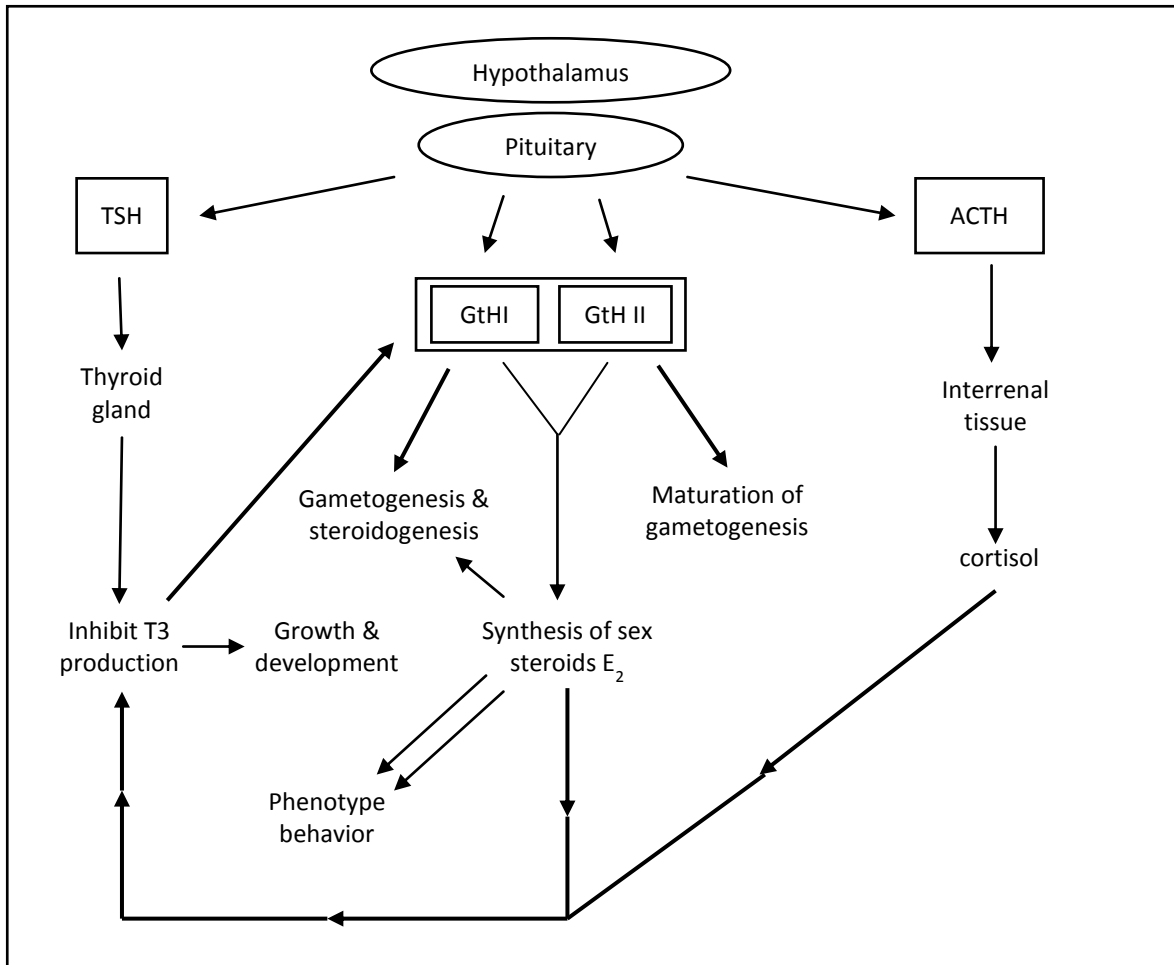 Hypothalamus
Pituitary
TSH
ACTH
GtHI
GtH II
Thyroid
gland
Interrenal
tissue
Gametogenesis &
steroidogenesis
Maturation of
gametogenesis
cortisol
Inhibit T3
production
Growth &
development
Synthesis of sex
steroids E₂
Phenotype
behavior